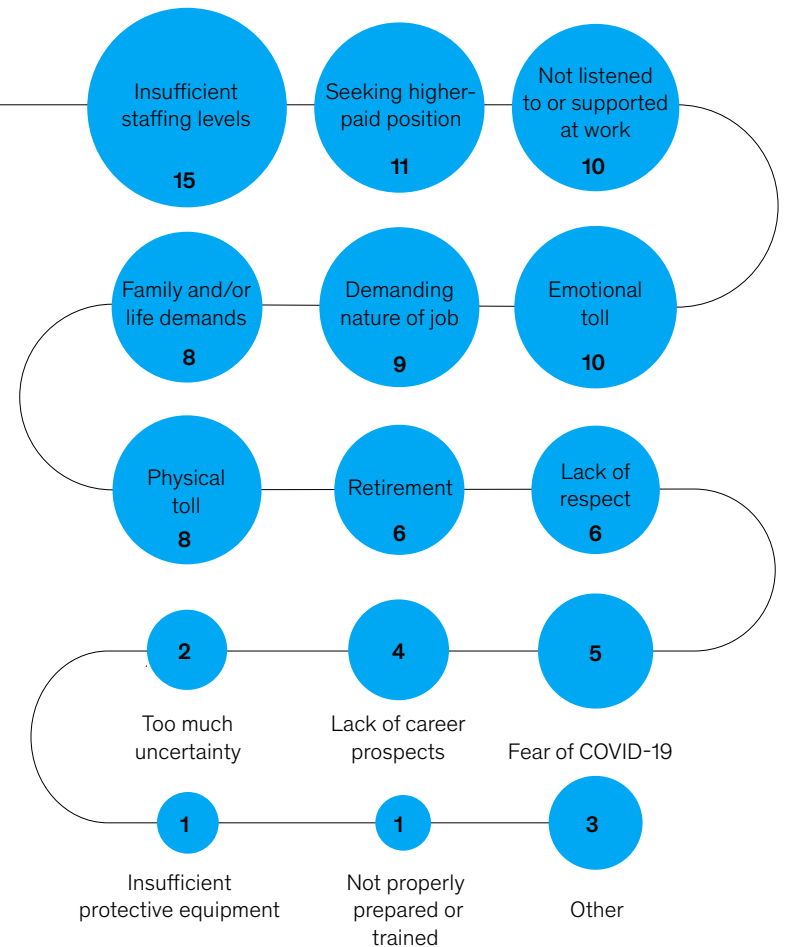 Insufficient
staffing levels
15
Seeking higher-
paid position
11
Not listened
to or supported
at work
10
Family and/or
life demands
8
Demanding
nature of job
9
Emotional
toll
10
Physical
toll
8
Retirement
6
Lack of
respect
6
2
Too much
uncertainty
4
Lack of career
prospects
5
Fear of COVID-19
1
Insufficient
protective equipment
1
Not properly
prepared or
trained
3
Other